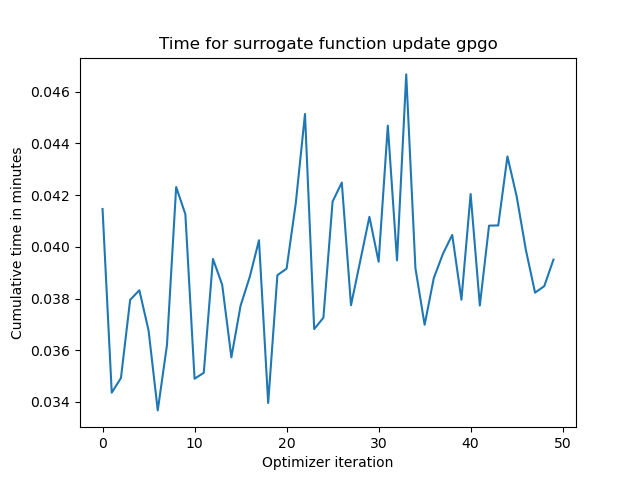 Time for surrogate function update gpgo
Cumulative time in minutes
0.046
0.044
0.042
0.040
0.038
0.036
0.034
0 10 20 30 40 50
Optimizer iteration